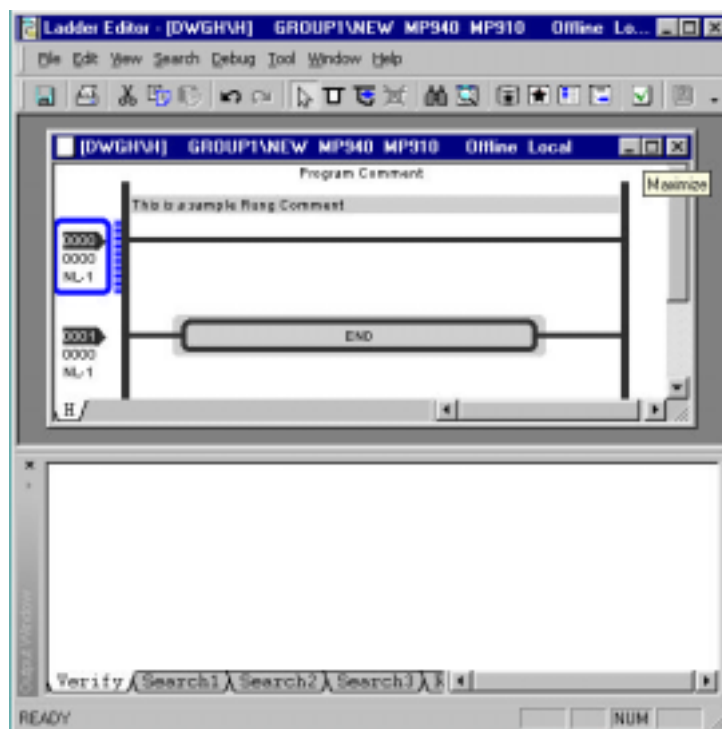 Ladder Editor - [DWGH\H] GROUP1\NEW MP940 MP910 Offline Lo...
File Edit View Search Debug Tool Window Help
[DWGH\H] GROUP1\NEW MP940 MP910 Offline Local
Maximize
Program Comment
This is a sample Rung Comment
0000
0000
NL-1
0001
0000
NL-1
END
H
Output Window
Verify Search1 Search2 Search3
READY
NUM